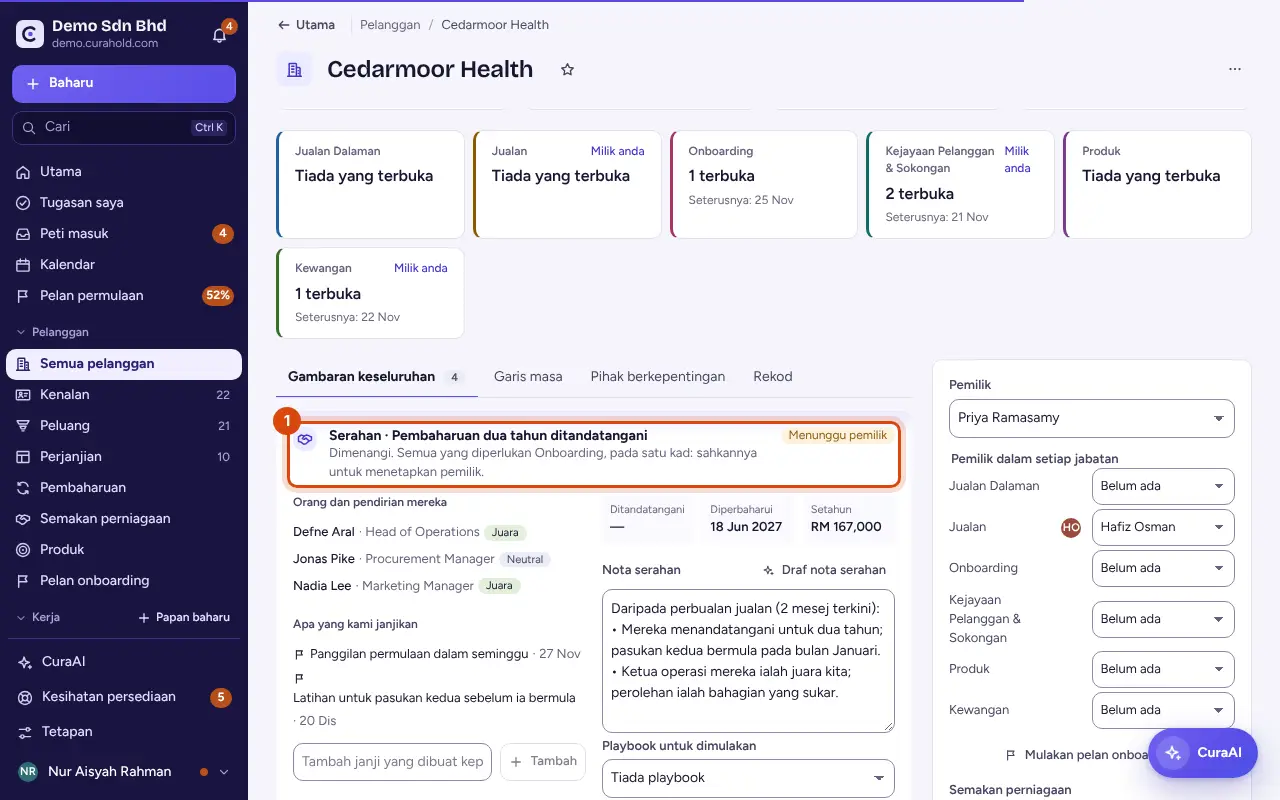 Demo Sdn Bhd
demo.curahold.com
4
Baharu
Cari
Ctrl K
Utama
Tugasan saya
Peti masuk
4
Kalendar
Pelan permulaan
52%
Pelanggan
Semua pelanggan
Kenalan
22
Peluang
21
Perjanjian
10
Pembaharuan
Semakan perniagaan
Produk
Pelan onboarding
Kerja
Papan baharu
CuraAI
Kesihatan persediaan
5
Tetapan
NR
Nur Aisyah Rahman
Utama
Pelanggan / Cedarmoor Health
Cedarmoor Health
Jualan Dalaman
Tiada yang terbuka
Jualan
Milik anda
Tiada yang terbuka
Onboarding
1 terbuka
Seterusnya: 25 Nov
Kejayaan Pelanggan
& Sokongan
Milik
anda
2 terbuka
Seterusnya: 21 Nov
Produk
Tiada yang terbuka
Kewangan
Milik anda
1 terbuka
Seterusnya: 22 Nov
Gambaran keseluruhan 4
Garis masa
Pihak berkepentingan
Rekod
1
Serahan · Pembaharuan dua tahun ditandatangani
Menunggu pemilik
Dimenangi. Semua yang diperlukan Onboarding, pada satu kad: sahkannya
untuk menetapkan pemilik.
Orang dan pendirian mereka
Defne Aral · Head of Operations Juara
Jonas Pike · Procurement Manager Neutral
Nadia Lee · Marketing Manager Juara
Apa yang kami janjikan
Panggilan permulaan dalam seminggu · 27 Nov
Latihan untuk pasukan kedua sebelum ia bermula
· 20 Dis
Tambah janji yang dibuat kep
Tambah
Ditandatangani
—
Diperbaharui
18 Jun 2027
Setahun
RM 167,000
Nota serahan
Draf nota serahan
Daripada perbualan jualan (2 mesej terkini):
• Mereka menandatangani untuk dua tahun;
pasukan kedua bermula pada bulan Januari.
• Ketua operasi mereka ialah juara kita;
perolehan ialah bahagian yang sukar.
Playbook untuk dimulakan
Tiada playbook
Pemilik
Priya Ramasamy
Pemilik dalam setiap jabatan
Jualan Dalaman
Belum ada
Jualan
HO
Hafiz Osman
Onboarding
Belum ada
Kejayaan
Pelanggan &
Sokongan
Belum ada
Produk
Belum ada
Kewangan
Belum ada
Mulakan pelan onboa
CuraAI
Semakan perniagaan